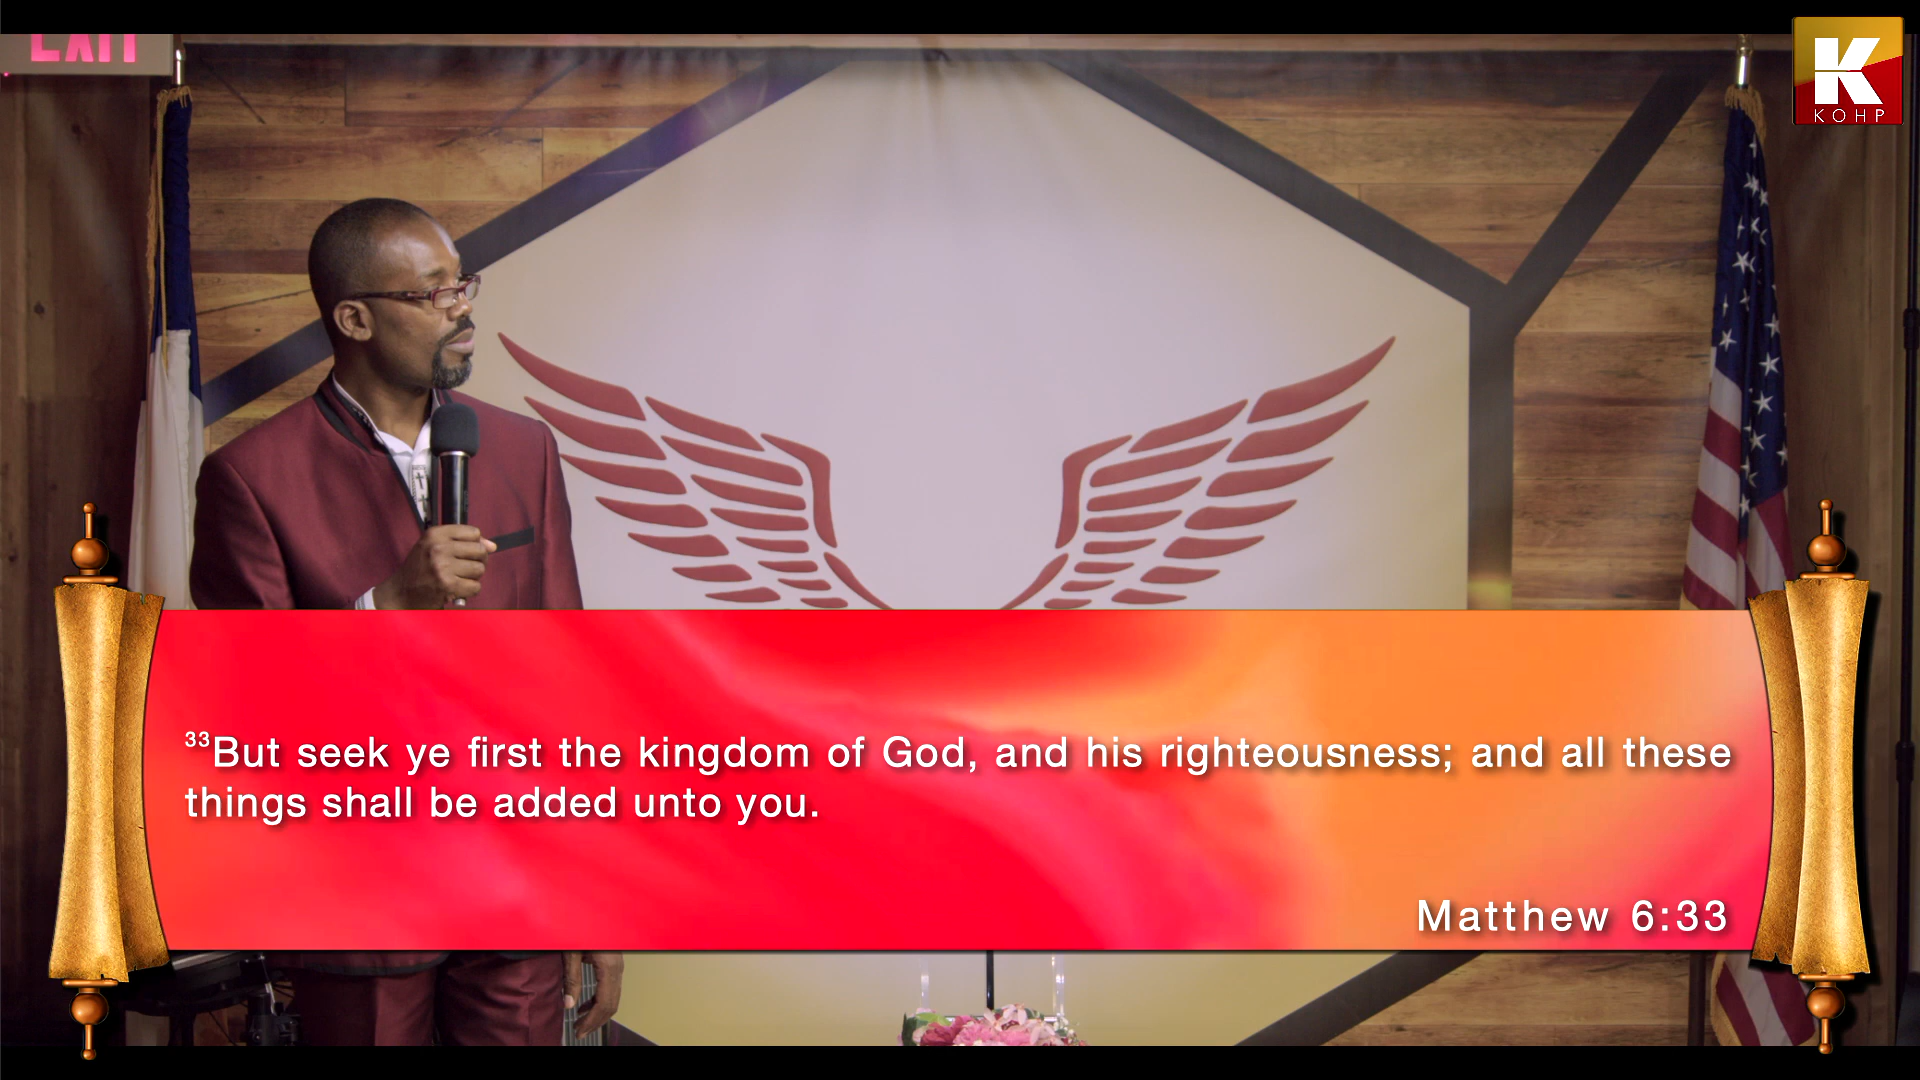 EXIT
K
KOHP
³³But seek ye first the kingdom of God, and his righteousness; and all these
things shall be added unto you.
Matthew 6:33